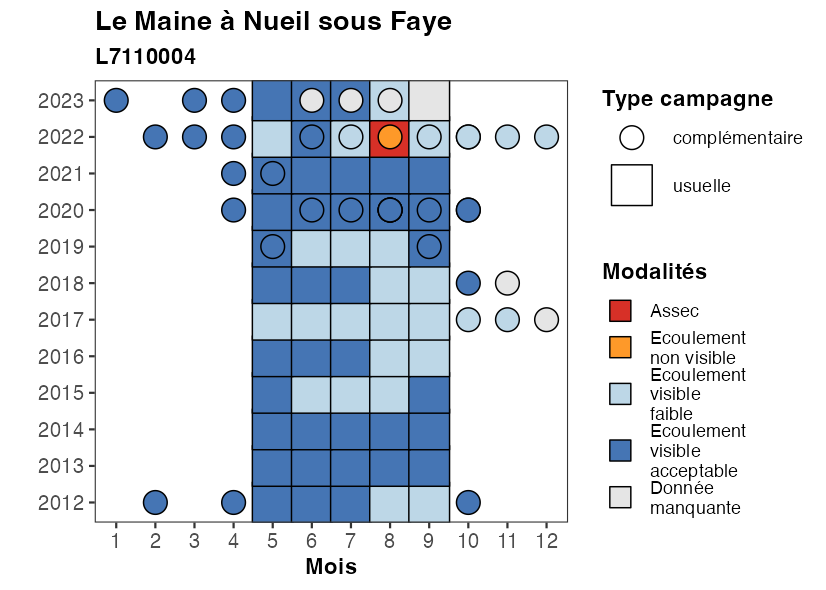 Le Maine à Nueil sous Faye
L7110004
2023
2022
2021
2020
2019
2018
2017
2016
2015
2014
2013
2012
1 2 3 4 5 6 7 8 9 10 11 12
Mois
Type campagne
complémentaire
usuelle
Modalités
Assec
Ecoulement
non visible
Ecoulement
visible
faible
Ecoulement
visible
acceptable
Donnée
manquante